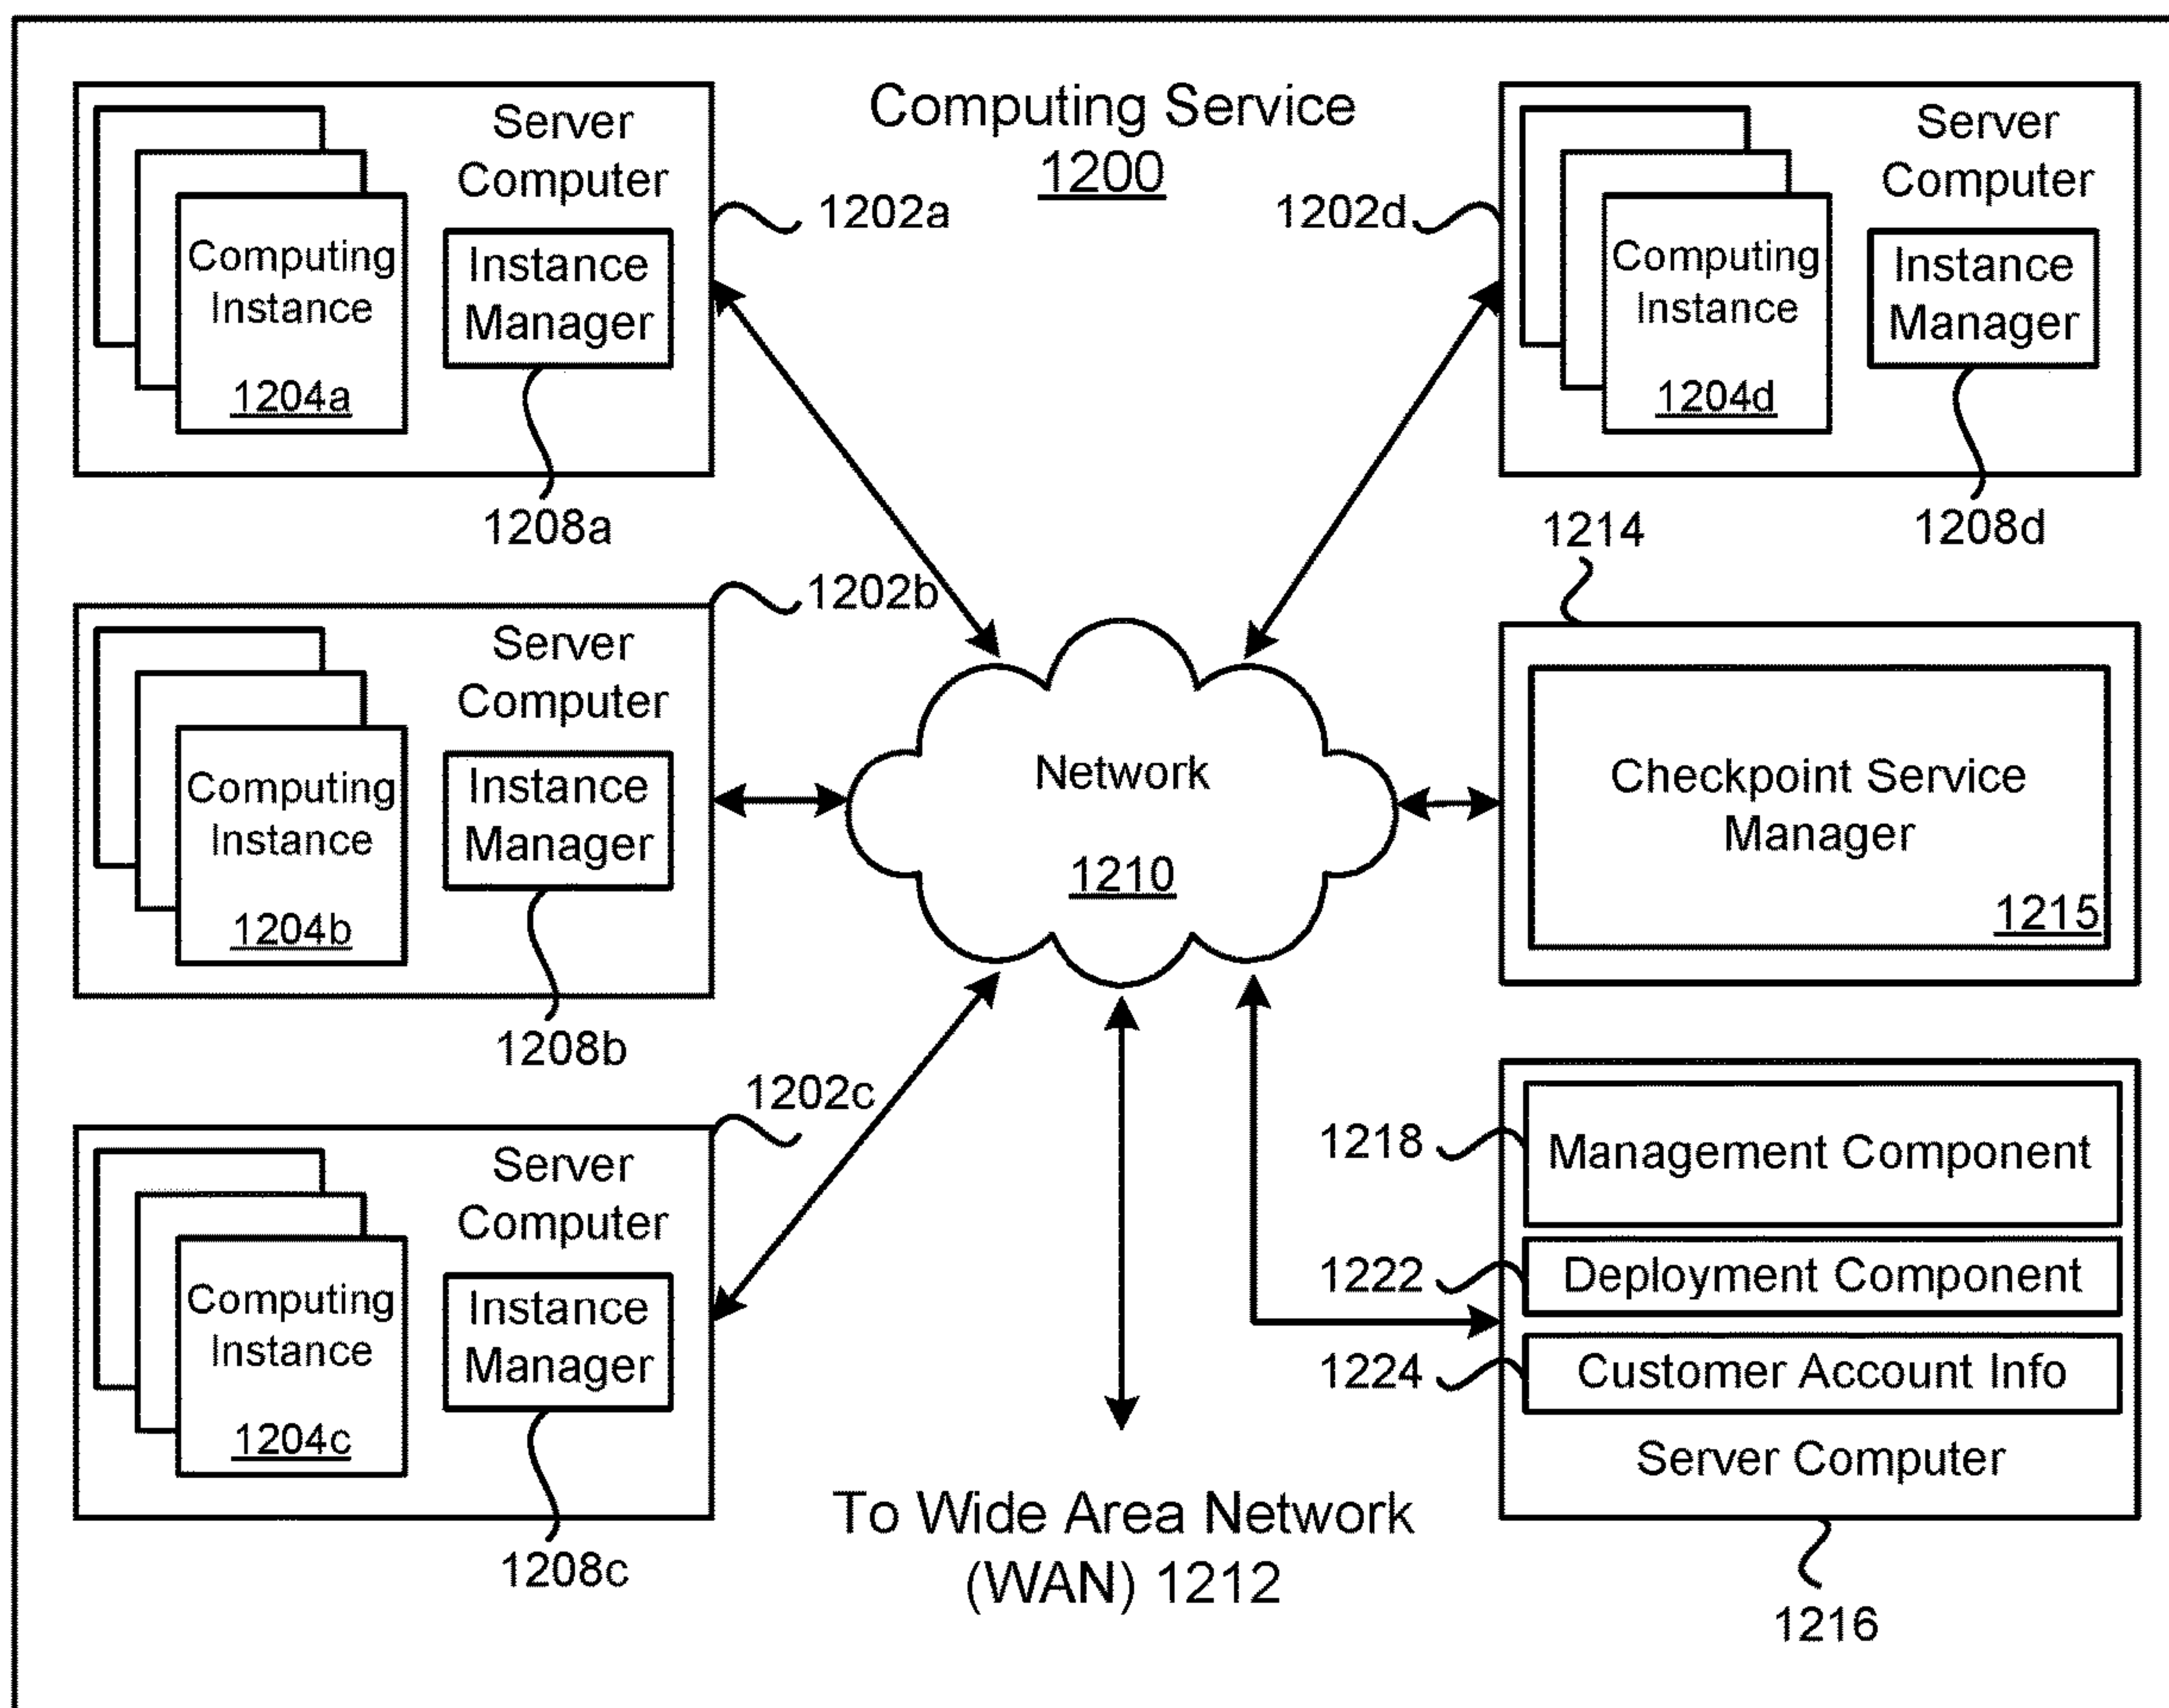 Computing Service
1200
Server
Computer
Computing
Instance
1204a
Instance
Manager
1202a
1208a
Server
Computer
Computing
Instance
1204d
Instance
Manager
1202d
1208d
Server
Computer
Computing
Instance
1204b
Instance
Manager
1202b
1208b
Network
1210
1214
Checkpoint Service
Manager
1215
Server
Computer
Computing
Instance
1204c
Instance
Manager
1202c
1208c
To Wide Area Network
(WAN) 1212
1218
Management Component
1222
Deployment Component
1224
Customer Account Info
Server Computer
1216